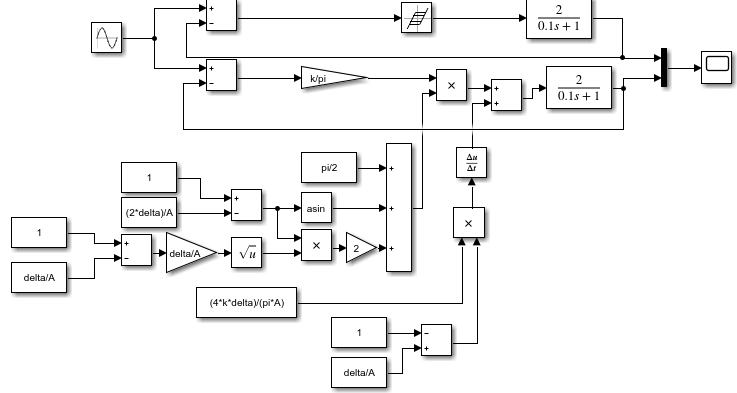 +
−
2
0.1s + 1
+
−
k/pi
×
+
+
2
0.1s + 1
pi/2
+
Δu
Δt
1
(2*delta)/A
+
−
asin
+
×
1
delta/A
+
−
delta/A
√u
×
2
+
(4*k*delta)/(pi*A)
1
delta/A
−
+